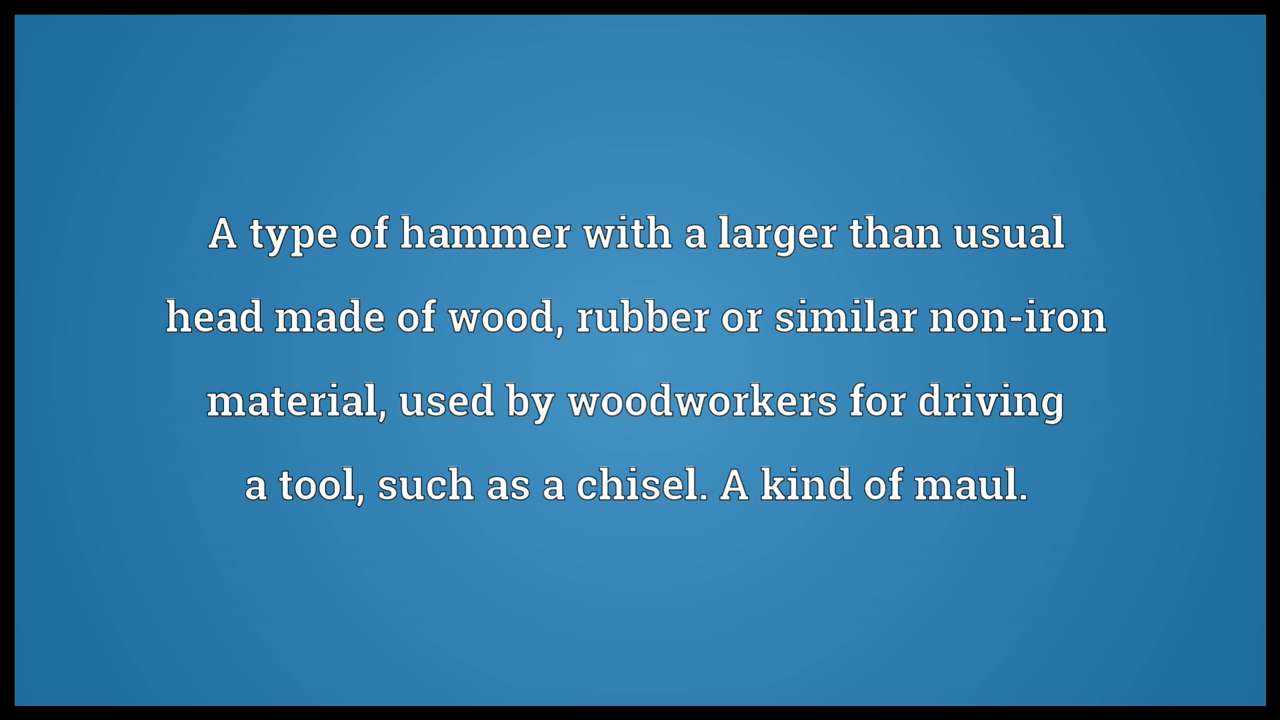 A type of hammer with a larger than usual
head made of wood, rubber or similar non-iron
material, used by woodworkers for driving
a tool, such as a chisel. A kind of maul.